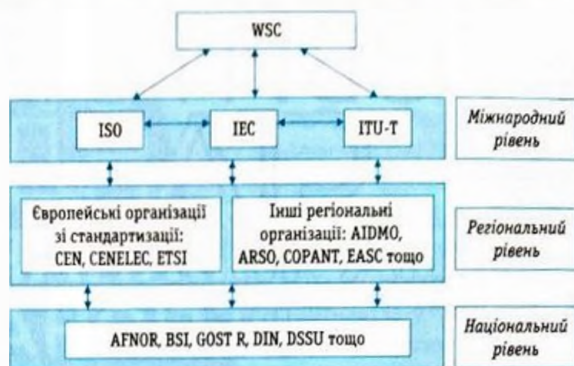 WSC
ISO
IEC
ITU-T
Міжнародний
рівень
Європейські організації
зі стандартизації:
CEN, CENELEC, ETSI
Інші регіональні
організації: AIDMO,
ARSO, COPANT, EASC тощо
Регіональний
рівень
AFNOR, BSI, GOST R, DIN, DSSU тощо
Національний
рівень